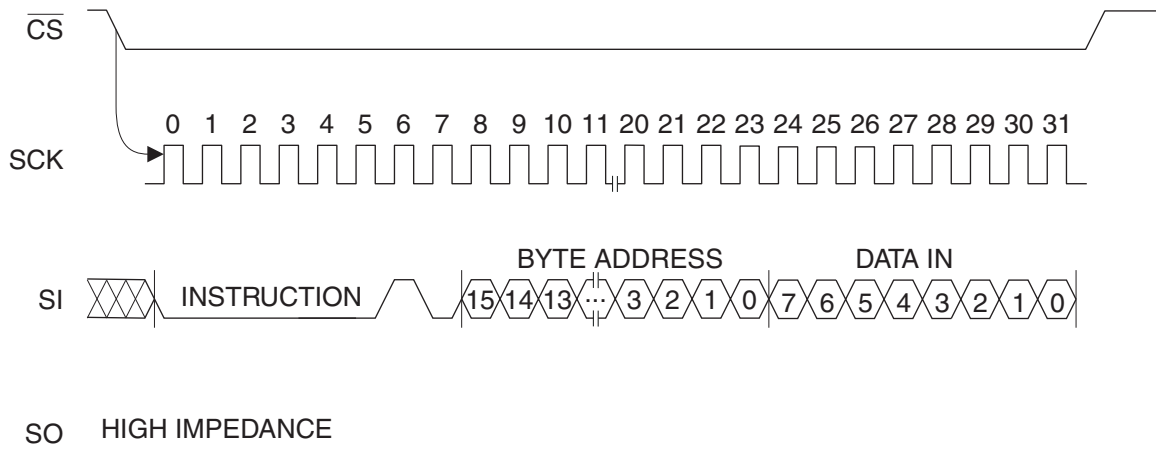 CS
0 1 2 3 4 5 6 7 8 9 10 11 20 21 22 23 24 25 26 27 28 29 30 31
SCK
BYTE ADDRESS DATA IN
SI INSTRUCTION 15 14 13 ... 3 2 1 0 7 6 5 4 3 2 1 0
SO HIGH IMPEDANCE